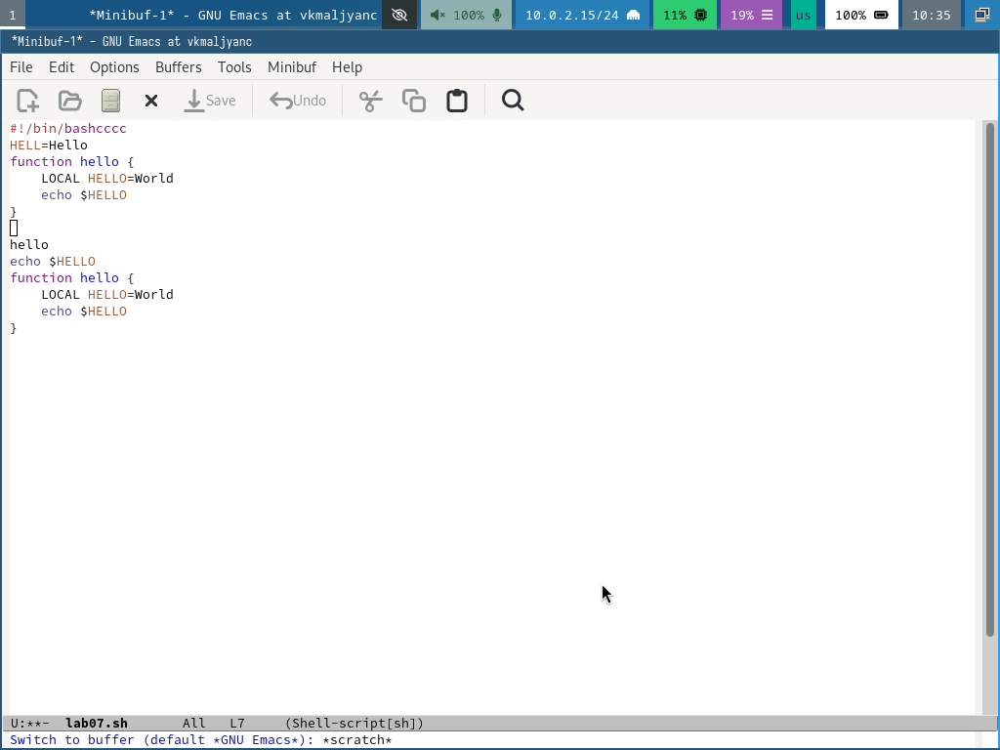 1 *Minibuf-1* - GNU Emacs at vkmaljyanc 100% 10.0.2.15/24 11% 19% us 100% 10:35
*Minibuf-1* - GNU Emacs at vkmaljyanc
File Edit Options Buffers Tools Minibuf Help
Save Undo
#!/bin/bashcccc
HELL=Hello
function hello {
    LOCAL HELLO=World
    echo $HELLO
}
hello
echo $HELLO
function hello {
    LOCAL HELLO=World
    echo $HELLO
}
U:**- lab07.sh All L7 (Shell-script[sh])
Switch to buffer (default *GNU Emacs*): *scratch*